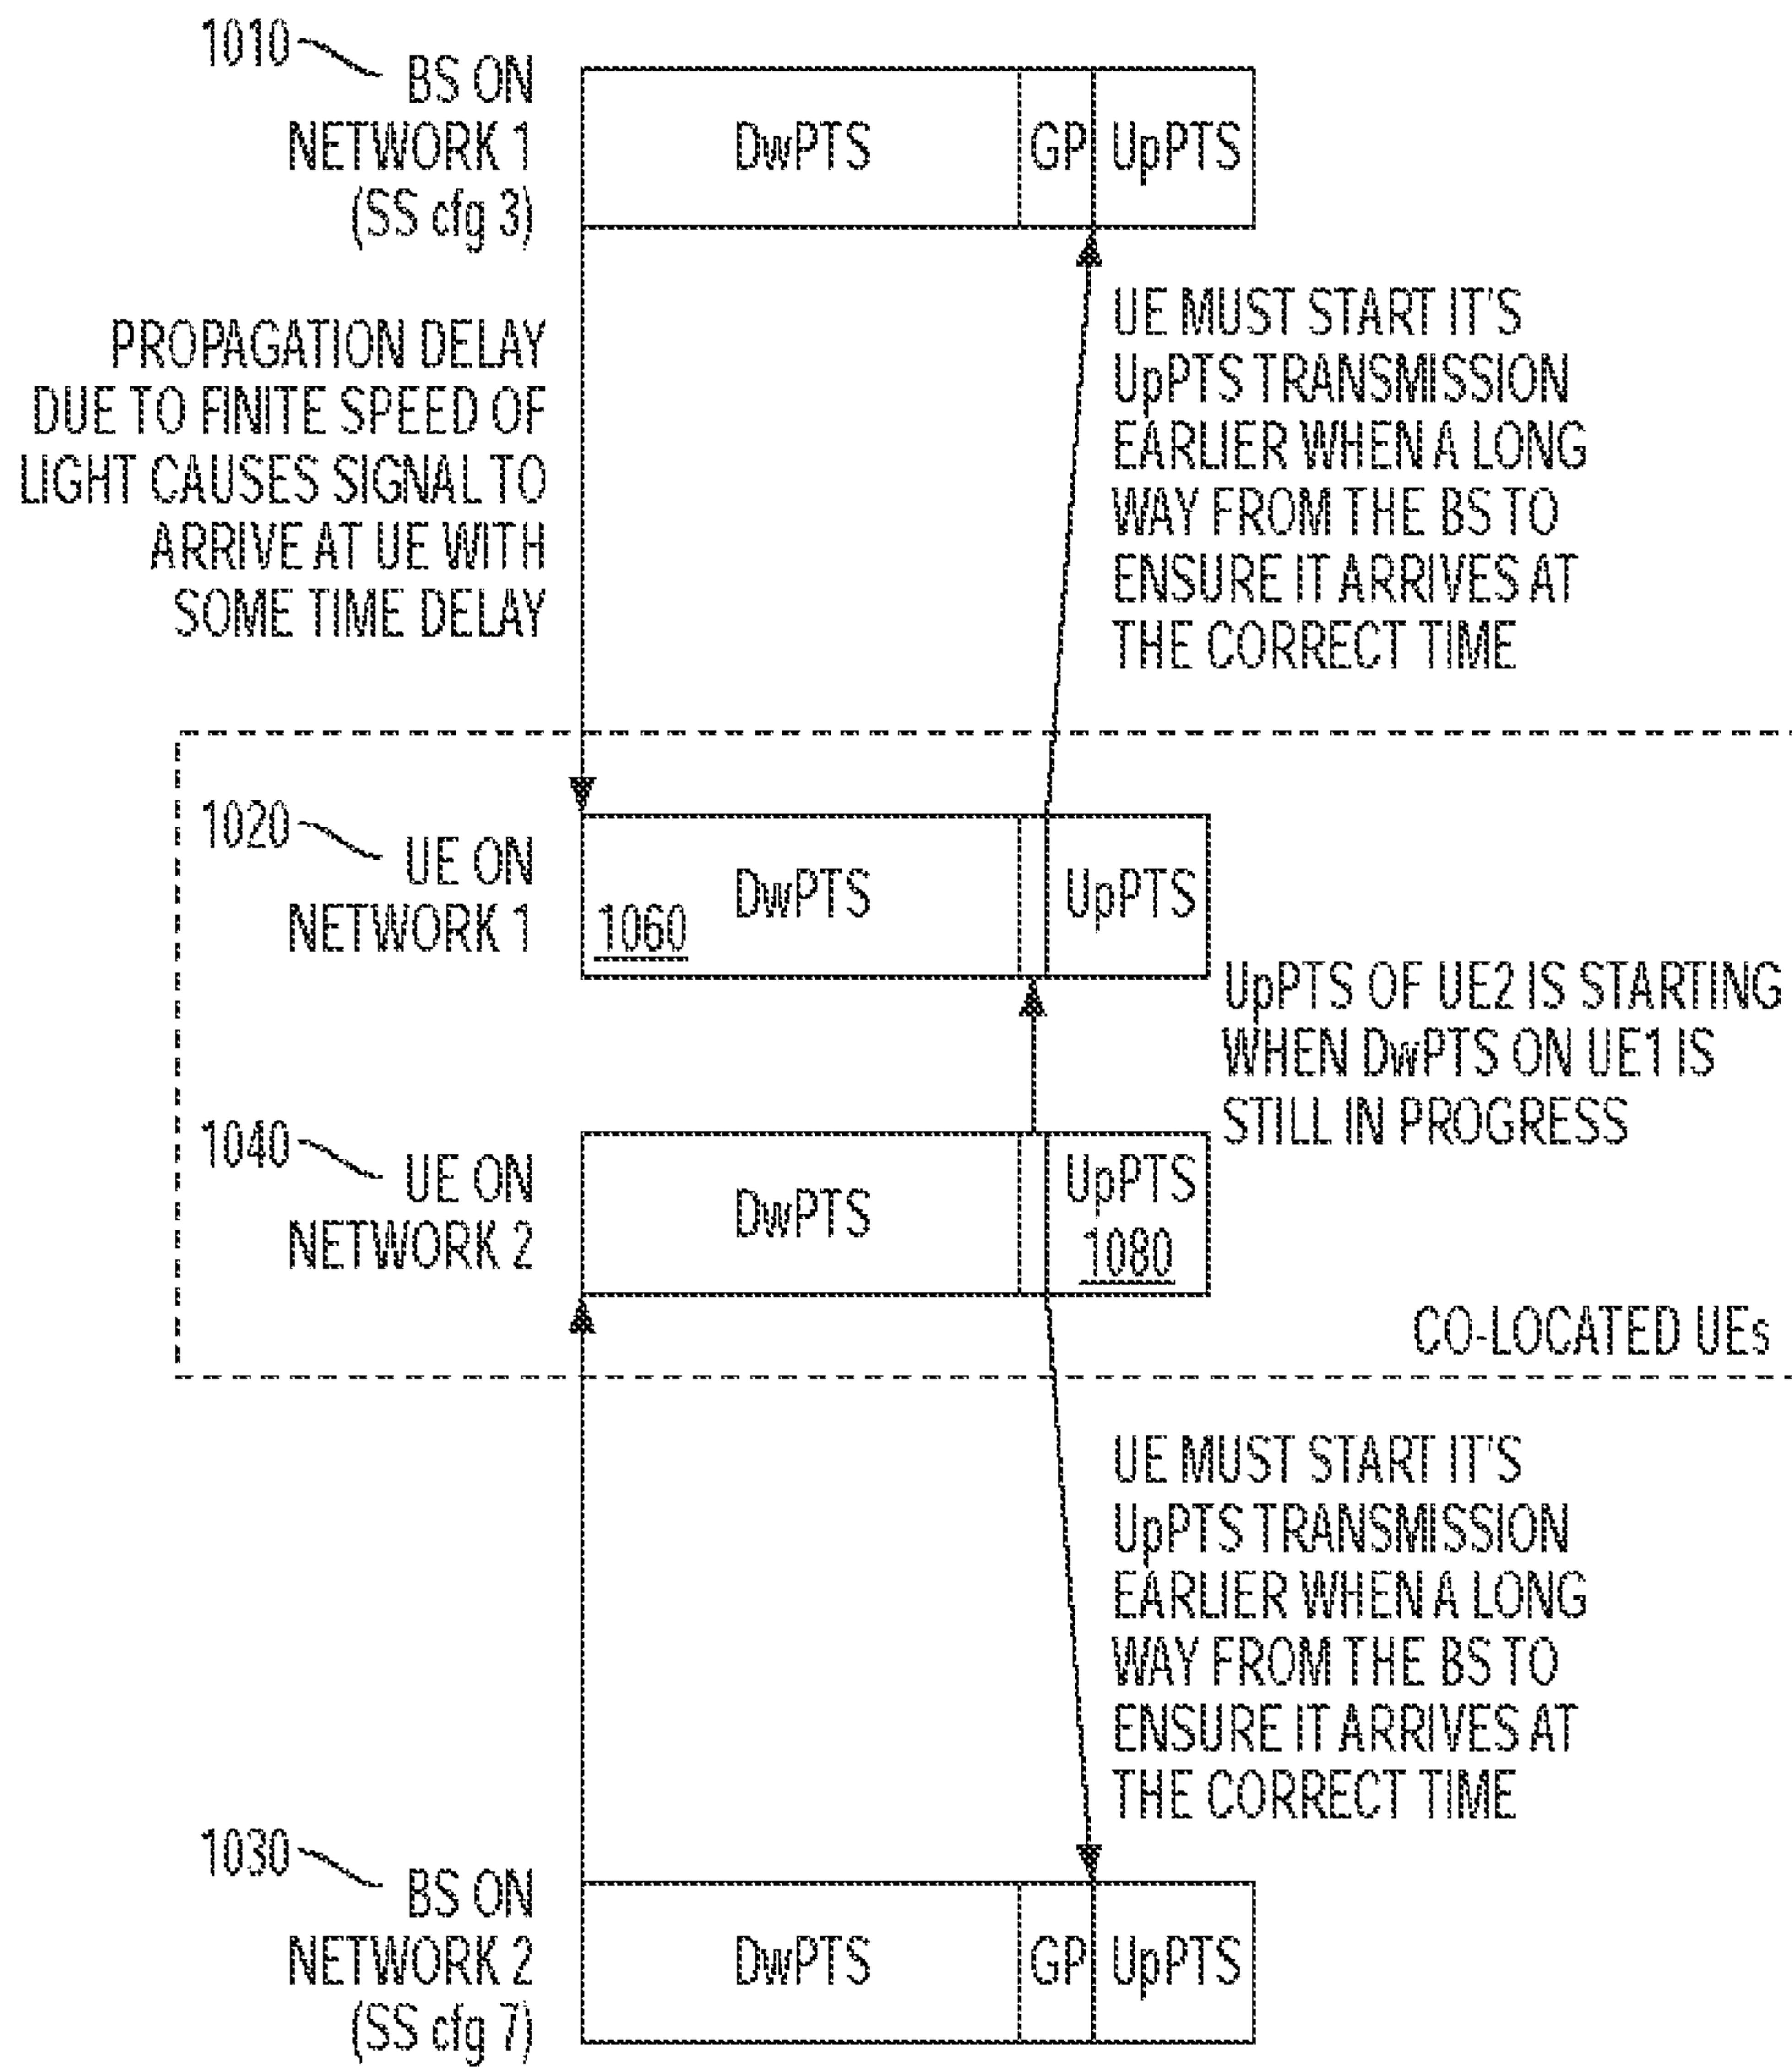 1010
BS ON
NETWORK 1
(SS cfg 3)
DwPTS
GP
UpPTS
PROPAGATION DELAY
DUE TO FINITE SPEED OF
LIGHT CAUSES SIGNAL TO
ARRIVE AT UE WITH
SOME TIME DELAY
UE MUST START IT'S
UpPTS TRANSMISSION
EARLIER WHEN A LONG
WAY FROM THE BS TO
ENSURE IT ARRIVES AT
THE CORRECT TIME
1020
UE ON
NETWORK 1
1060
DwPTS
UpPTS
UpPTS OF UE2 IS STARTING
WHEN DwPTS ON UE1 IS
STILL IN PROGRESS
1040
UE ON
NETWORK 2
DwPTS
UpPTS
1080
CO-LOCATED UEs
UE MUST START IT'S
UpPTS TRANSMISSION
EARLIER WHEN A LONG
WAY FROM THE BS TO
ENSURE IT ARRIVES AT
THE CORRECT TIME
1030
BS ON
NETWORK 2
(SS cfg 7)
DwPTS
GP
UpPTS